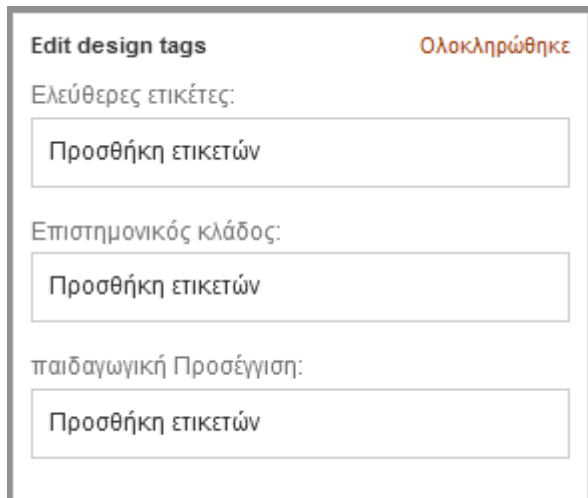 Edit design tags Ολοκληρώθηκε
Ελεύθερες ετικέτες:
Προσθήκη ετικετών
Επιστημονικός κλάδος:
Προσθήκη ετικετών
παιδαγωγική Προσέγγιση:
Προσθήκη ετικετών